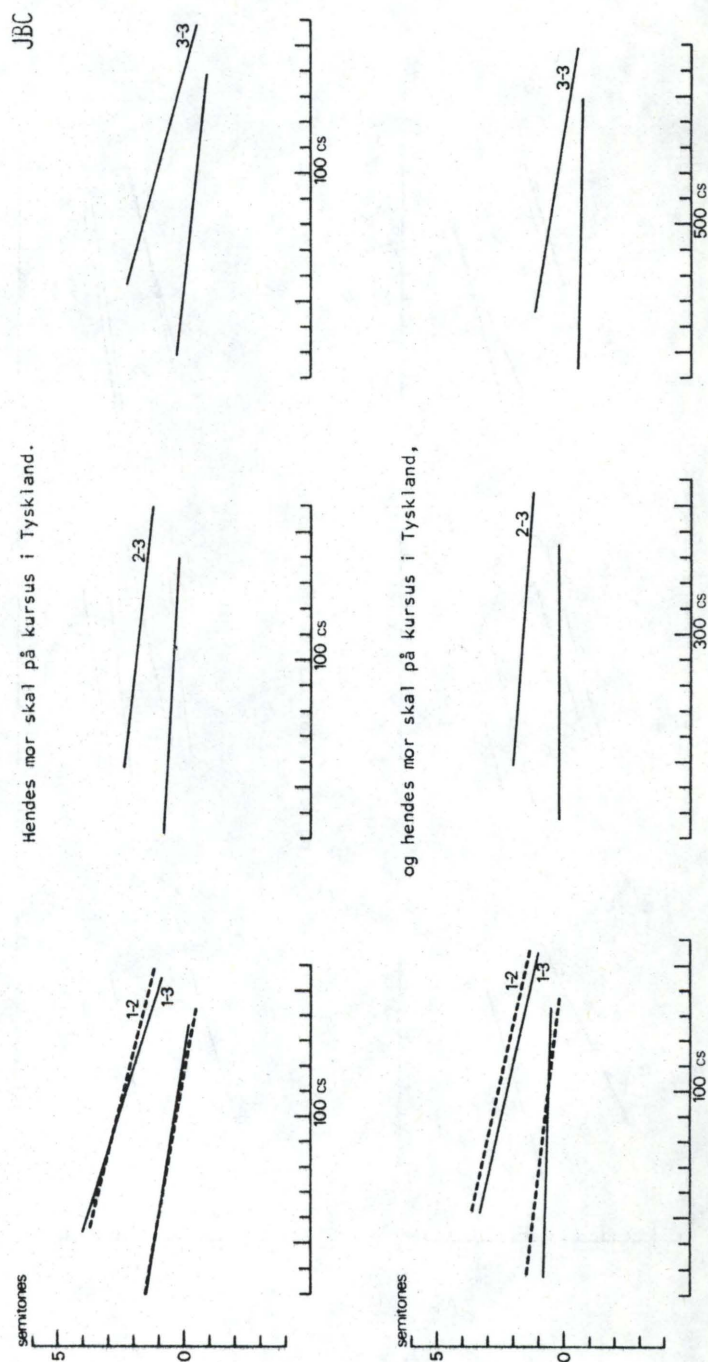 JBC
Hendes mor skal på kursus i Tyskland.
semitones
5
0
1-2
1-3
2-3
3-3
100 cs
100 cs
100 cs
og hendes mor skal på kursus i Tyskland,
semitones
5
0
1-2
1-3
2-3
3-3
100 cs
300 cs
500 cs